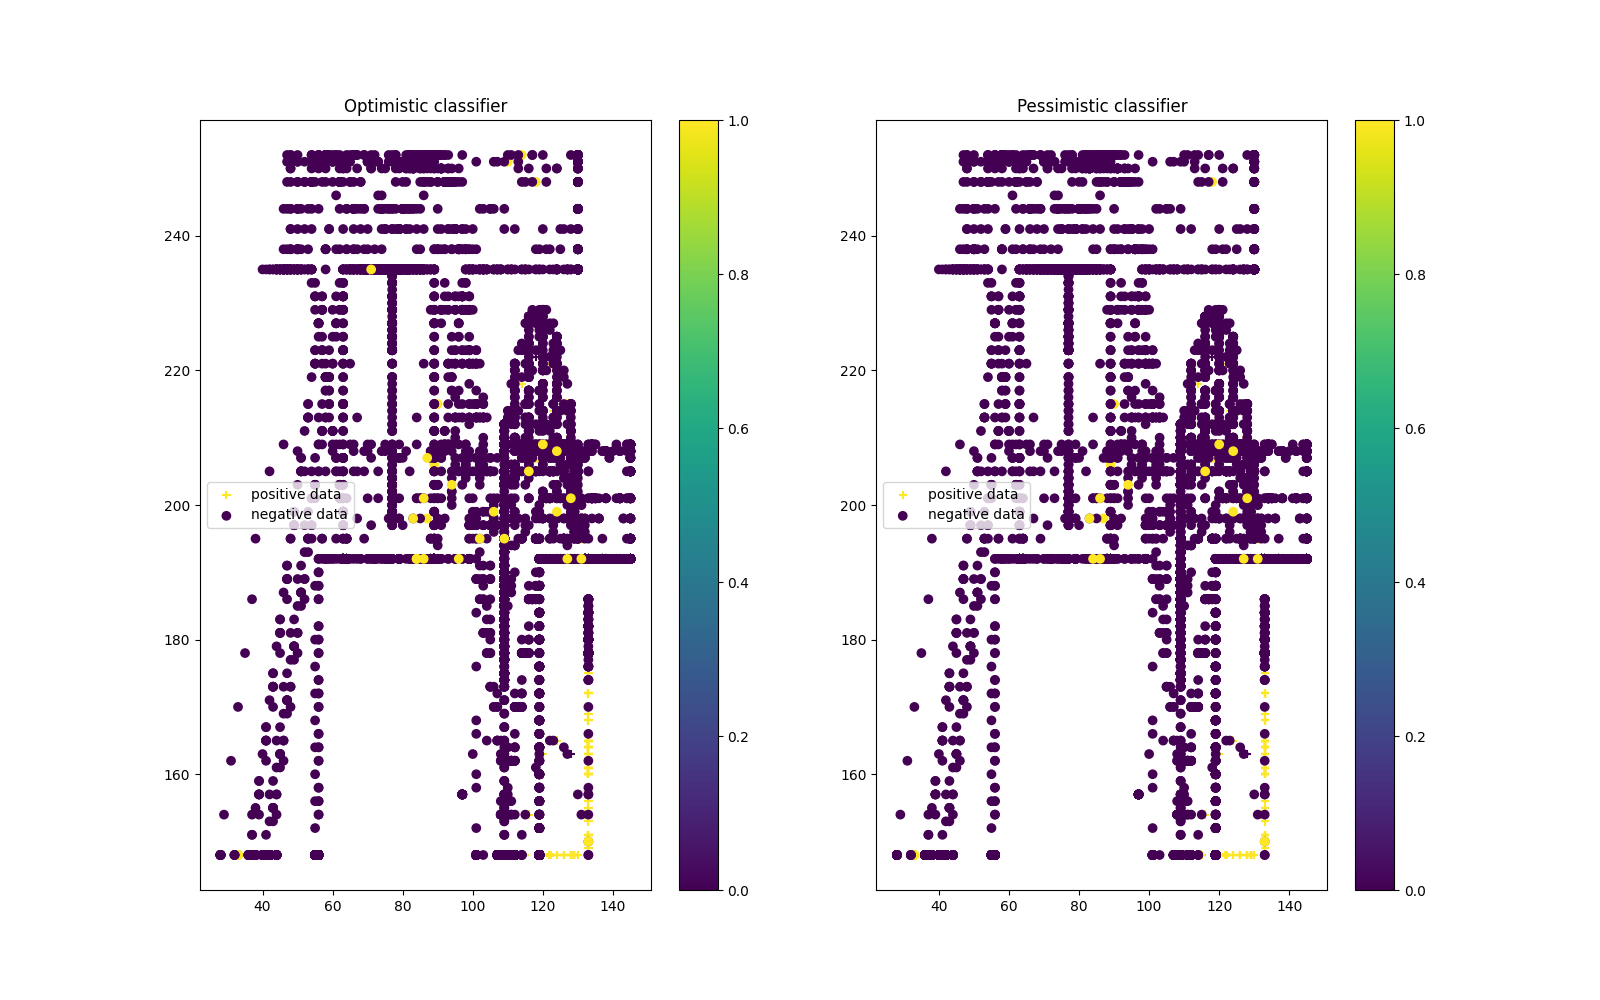 Optimistic classifier
240
220
200
180
160
40 60 80 100 120 140
positive data
negative data
1.0
0.8
0.6
0.4
0.2
0.0
Pessimistic classifier
240
220
200
180
160
40 60 80 100 120 140
positive data
negative data
1.0
0.8
0.6
0.4
0.2
0.0